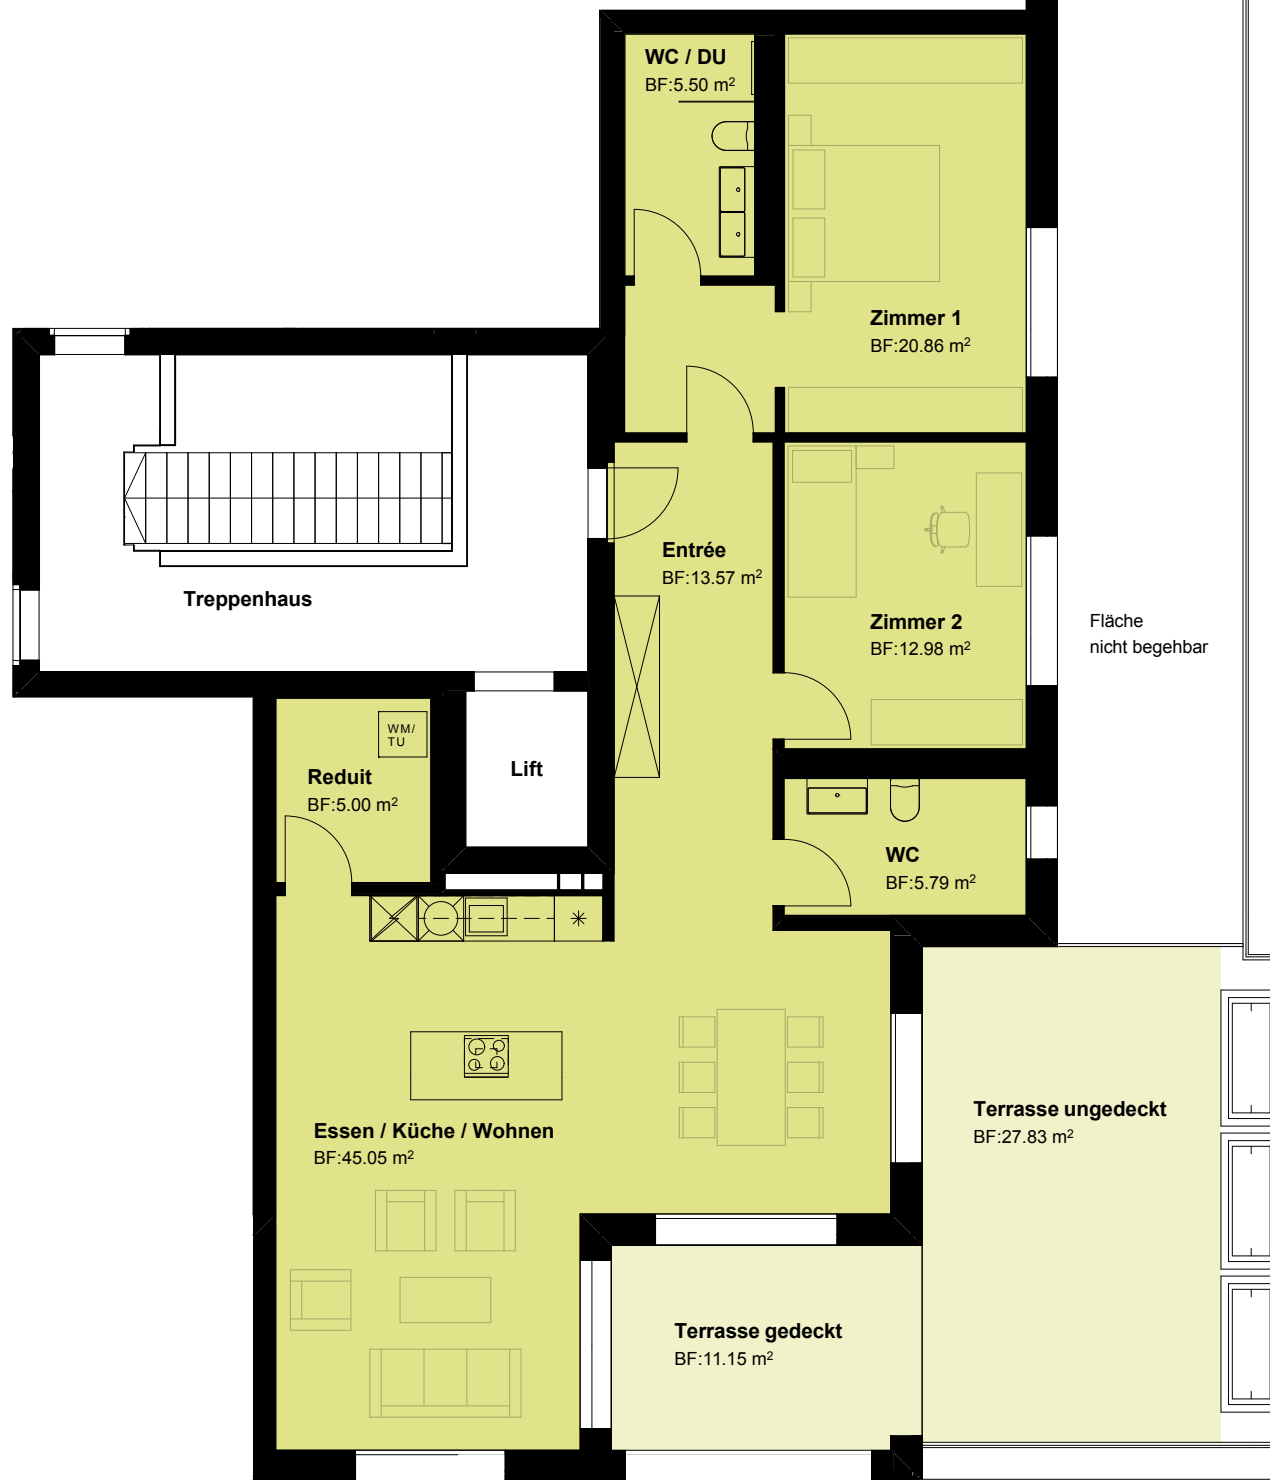 WC / DU
BF:5.50 m²
Zimmer 1
BF:20.86 m²
Entrée
BF:13.57 m²
Treppenhaus
Zimmer 2
BF:12.98 m²
Fläche
nicht begehbar
WM/
TU
Reduit
BF:5.00 m²
Lift
WC
BF:5.79 m²
Essen / Küche / Wohnen
BF:45.05 m²
Terrasse ungedeckt
BF:27.83 m²
Terrasse gedeckt
BF:11.15 m²